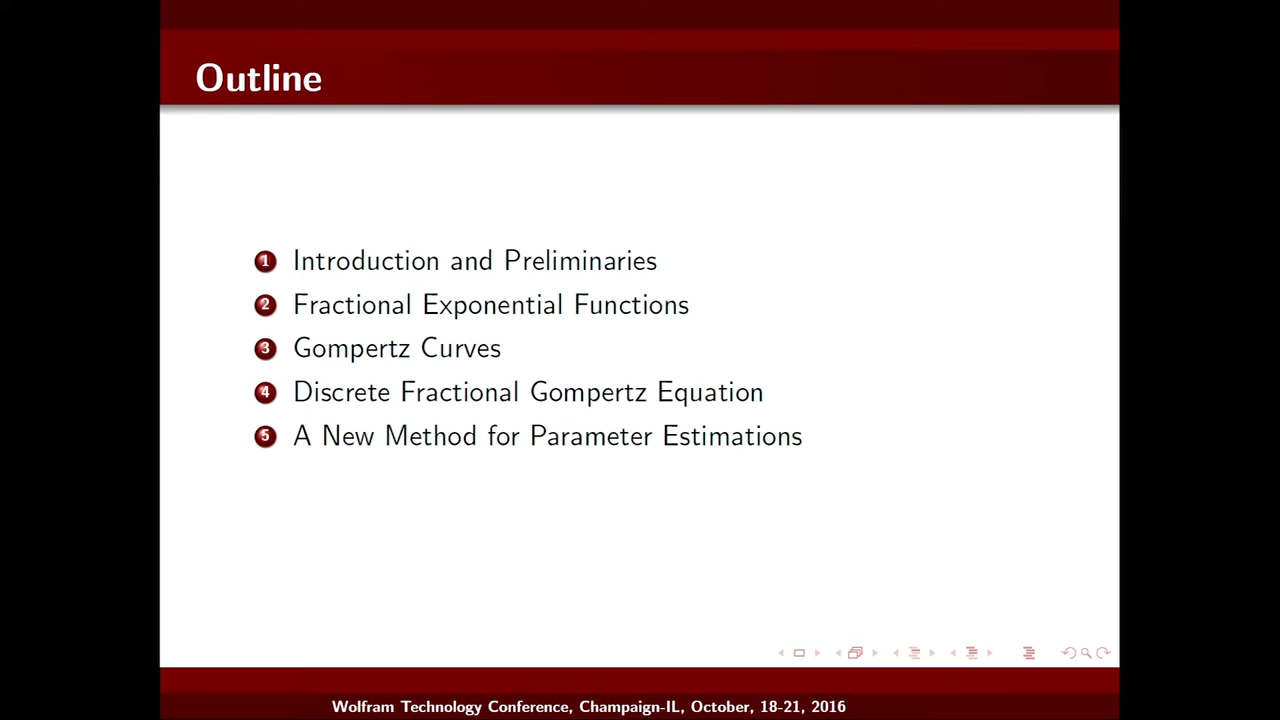 Outline
1 Introduction and Preliminaries
2 Fractional Exponential Functions
3 Gompertz Curves
4 Discrete Fractional Gompertz Equation
5 A New Method for Parameter Estimations
Wolfram Technology Conference, Champaign-IL, October, 18-21, 2016